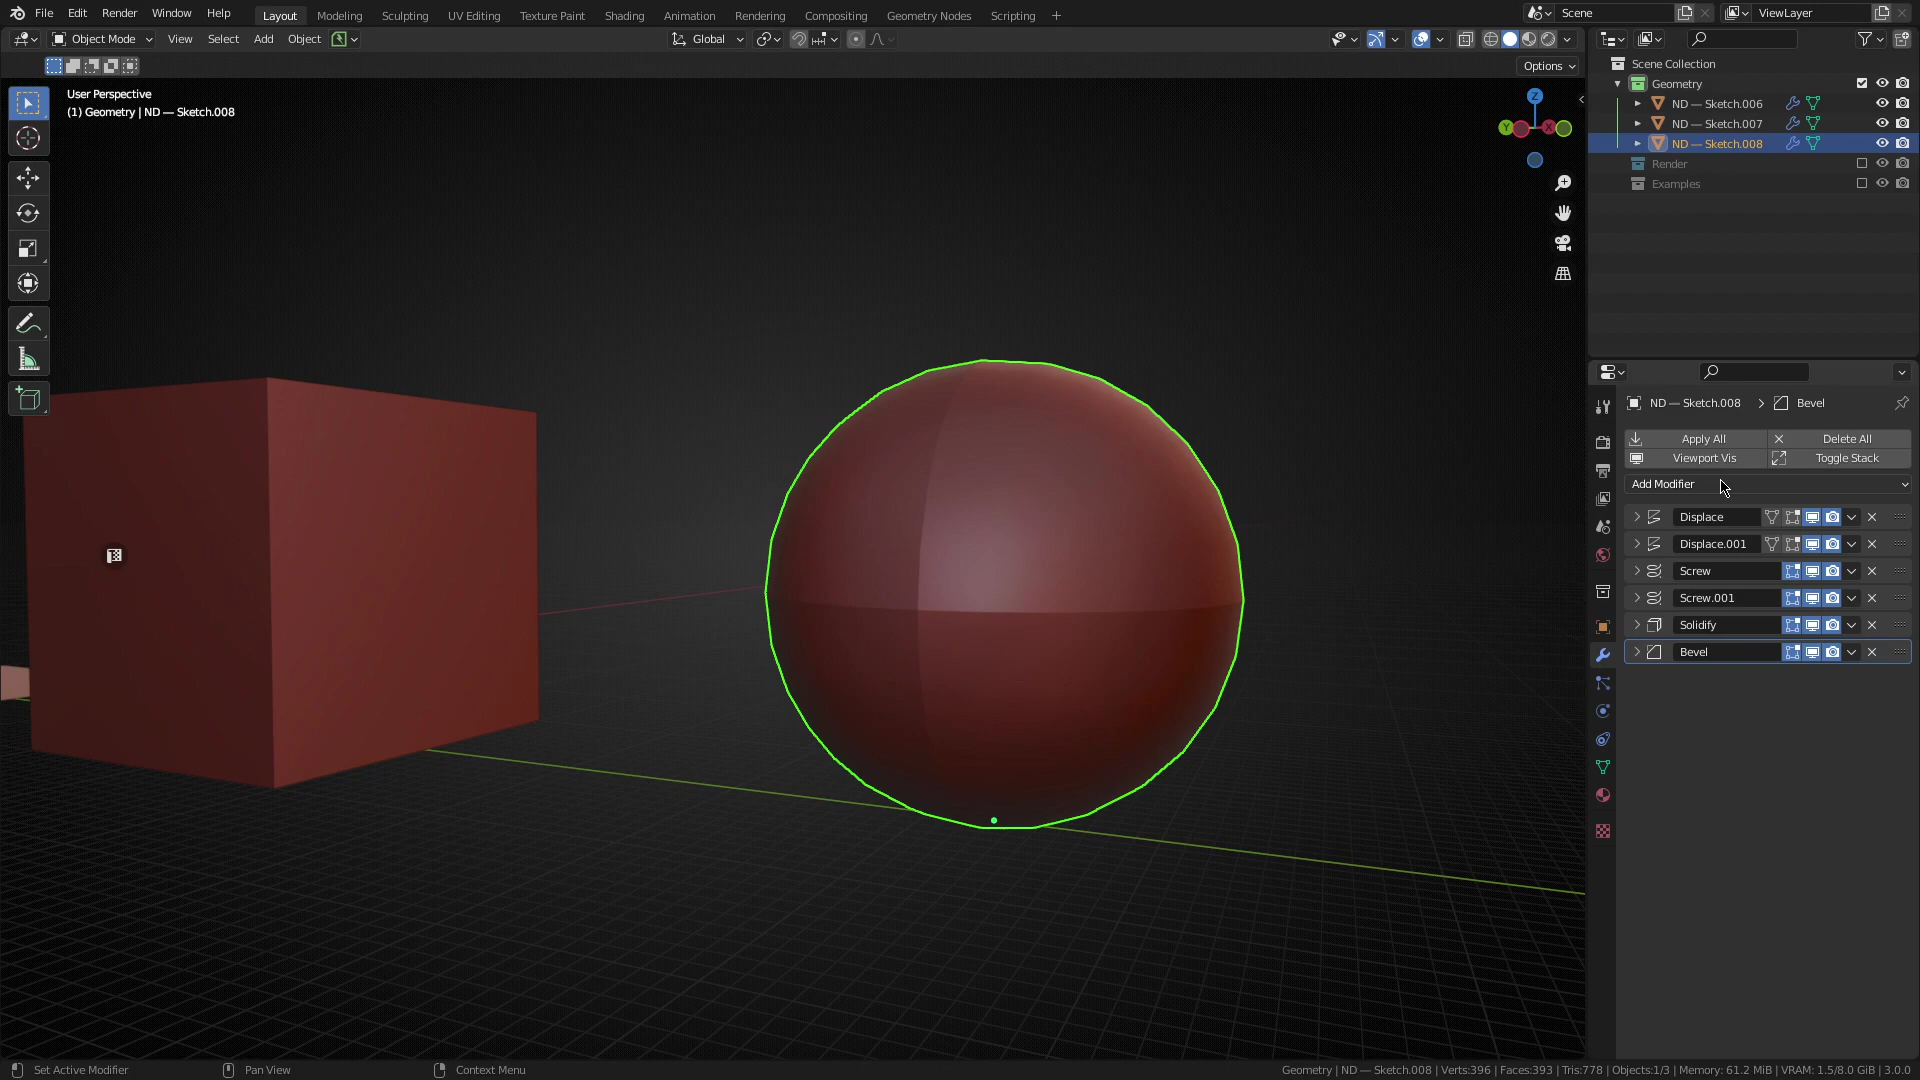 File Edit Render Window Help Layout Modeling Sculpting UV Editing Texture Paint Shading Animation Rendering Compositing Geometry Nodes Scripting + Scene ViewLayer
Object Mode View Select Add Object Global
Options
User Perspective
(1) Geometry | ND — Sketch.008
Z
Y
X
Scene Collection
Geometry
ND — Sketch.006
ND — Sketch.007
ND — Sketch.008
Render
Examples
ND — Sketch.008 > Bevel
Apply All Delete All
Viewport Vis Toggle Stack
Add Modifier
Displace
Displace.001
Screw
Screw.001
Solidify
Bevel
Set Active Modifier Pan View Context Menu Geometry | ND — Sketch.008 | Verts:396 | Faces:393 | Tris:778 | Objects:1/3 | Memory: 61.2 MiB | VRAM: 1.5/8.0 GiB | 3.0.0